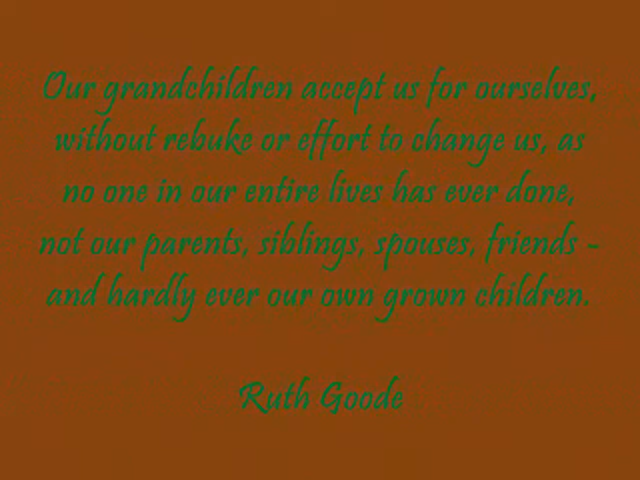 Our grandchildren accept us for ourselves,
without rebuke or effort to change us, as
no one in our entire lives has ever done,
not our parents, siblings, spouses, friends -
and hardly ever our own grown children.
Ruth Goode